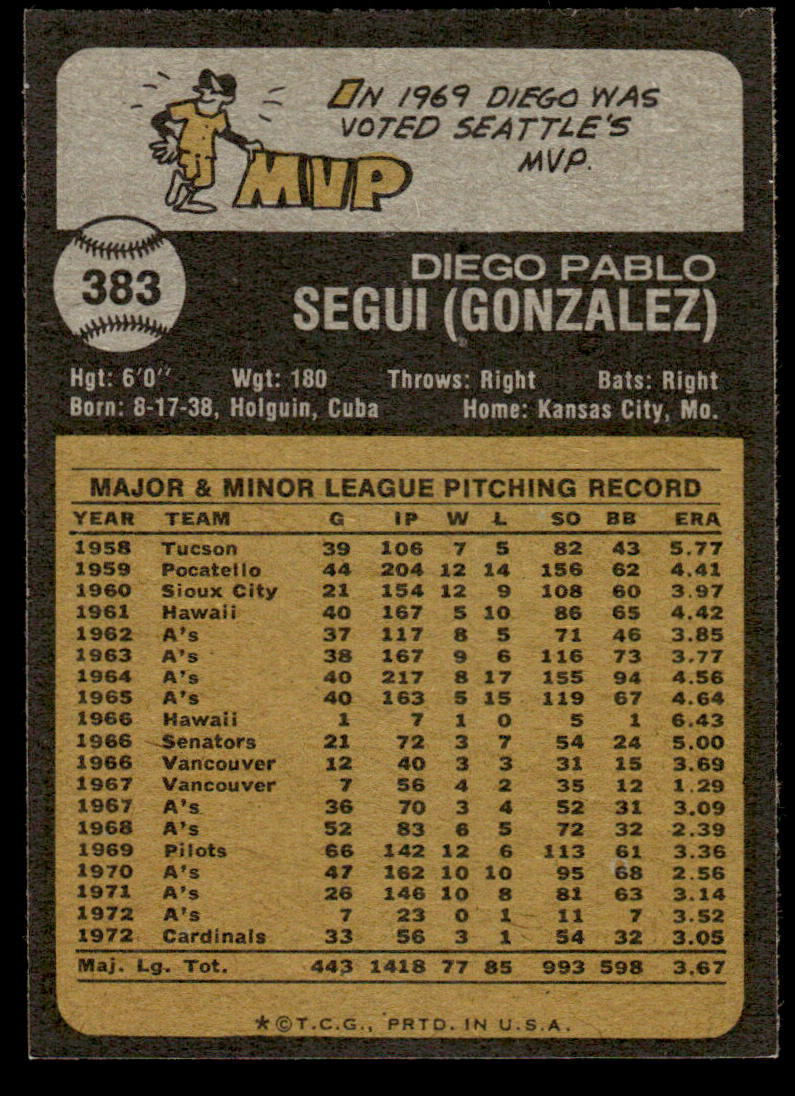 IN 1969 DIEGO WAS
VOTED SEATTLE'S
MVP.
MVP
383
DIEGO PABLO
SEGUI (GONZALEZ)
Hgt: 6'0" Wgt: 180 Throws: Right Bats: Right
Born: 8-17-38, Holguin, Cuba Home: Kansas City, Mo.
MAJOR & MINOR LEAGUE PITCHING RECORD
YEAR TEAM G IP W L SO BB ERA
1958 Tucson 39 106 7 5 82 43 5.77
1959 Pocatello 44 204 12 14 156 62 4.41
1960 Sioux City 21 154 12 9 108 60 3.97
1961 Hawaii 40 167 5 10 86 65 4.42
1962 A's 37 117 8 5 71 46 3.85
1963 A's 38 167 9 6 116 73 3.77
1964 A's 40 217 8 17 155 94 4.56
1965 A's 40 163 5 15 119 67 4.64
1966 Hawaii 1 7 1 0 5 1 6.43
1966 Senators 21 72 3 7 54 24 5.00
1966 Vancouver 12 40 3 3 31 15 3.69
1967 Vancouver 7 56 4 2 35 12 1.29
1967 A's 36 70 3 4 52 31 3.09
1968 A's 52 83 6 5 72 32 2.39
1969 Pilots 66 142 12 6 113 61 3.36
1970 A's 47 162 10 10 95 68 2.56
1971 A's 26 146 10 8 81 63 3.14
1972 A's 7 23 0 1 11 7 3.52
1972 Cardinals 33 56 3 1 54 32 3.05
Maj. Lg. Tot. 443 1418 77 85 993 598 3.67
*©T.C.G., PRTD. IN U.S.A.